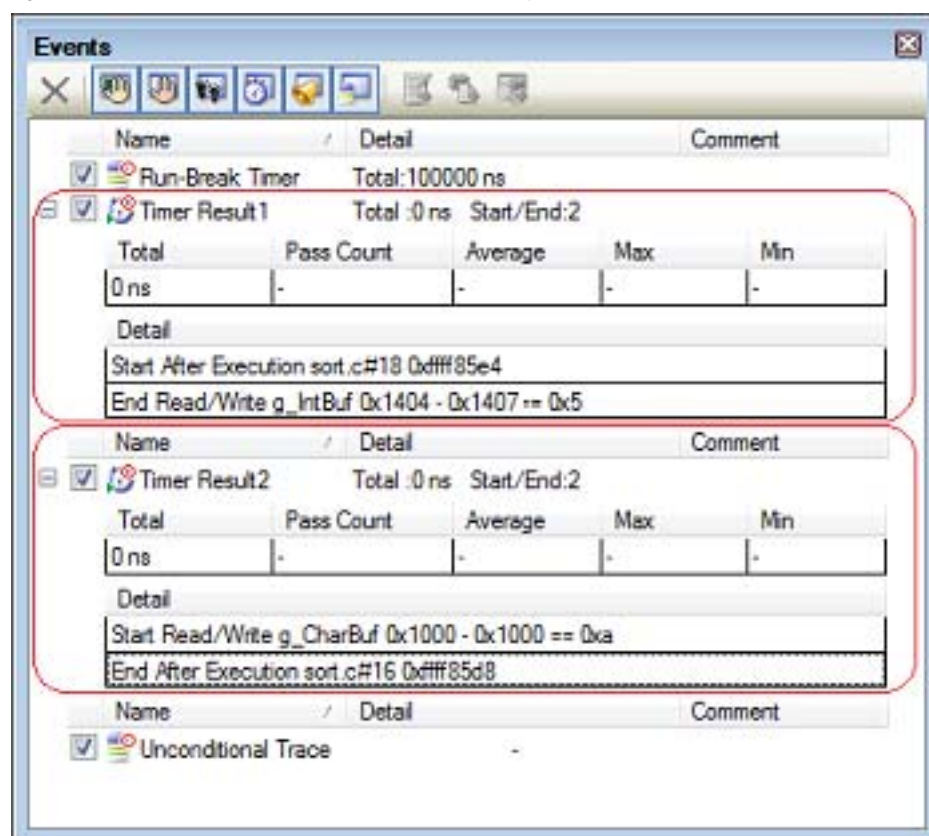 Events
Name / Detail Comment
Run-Break Timer Total:100000 ns
Timer Result1 Total :0 ns Start/End:2
Total Pass Count Average Max Min
0 ns - - - -
Detail
Start After Execution sort.c#18 0xffff85e4
End Read/Write g_IntBuf 0x1404 - 0x1407 == 0x5
Name / Detail Comment
Timer Result2 Total :0 ns Start/End:2
Total Pass Count Average Max Min
0 ns - - - -
Detail
Start Read/Write g_CharBuf 0x1000 - 0x1000 == 0xa
End After Execution sort.c#16 0xffff85d8
Name / Detail Comment
Unconditional Trace -